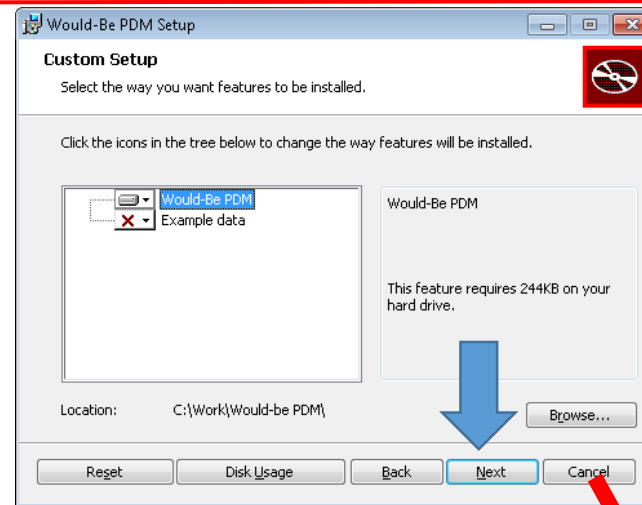 Would-Be PDM Setup
Custom Setup
Select the way you want features to be installed.
Click the icons in the tree below to change the way features will be installed.
Would-Be PDM
Example data
Would-Be PDM
This feature requires 244KB on your
hard drive.
Location: C:\Work\Would-be PDM\
Browse...
Reset Disk Usage Back Next Cancel